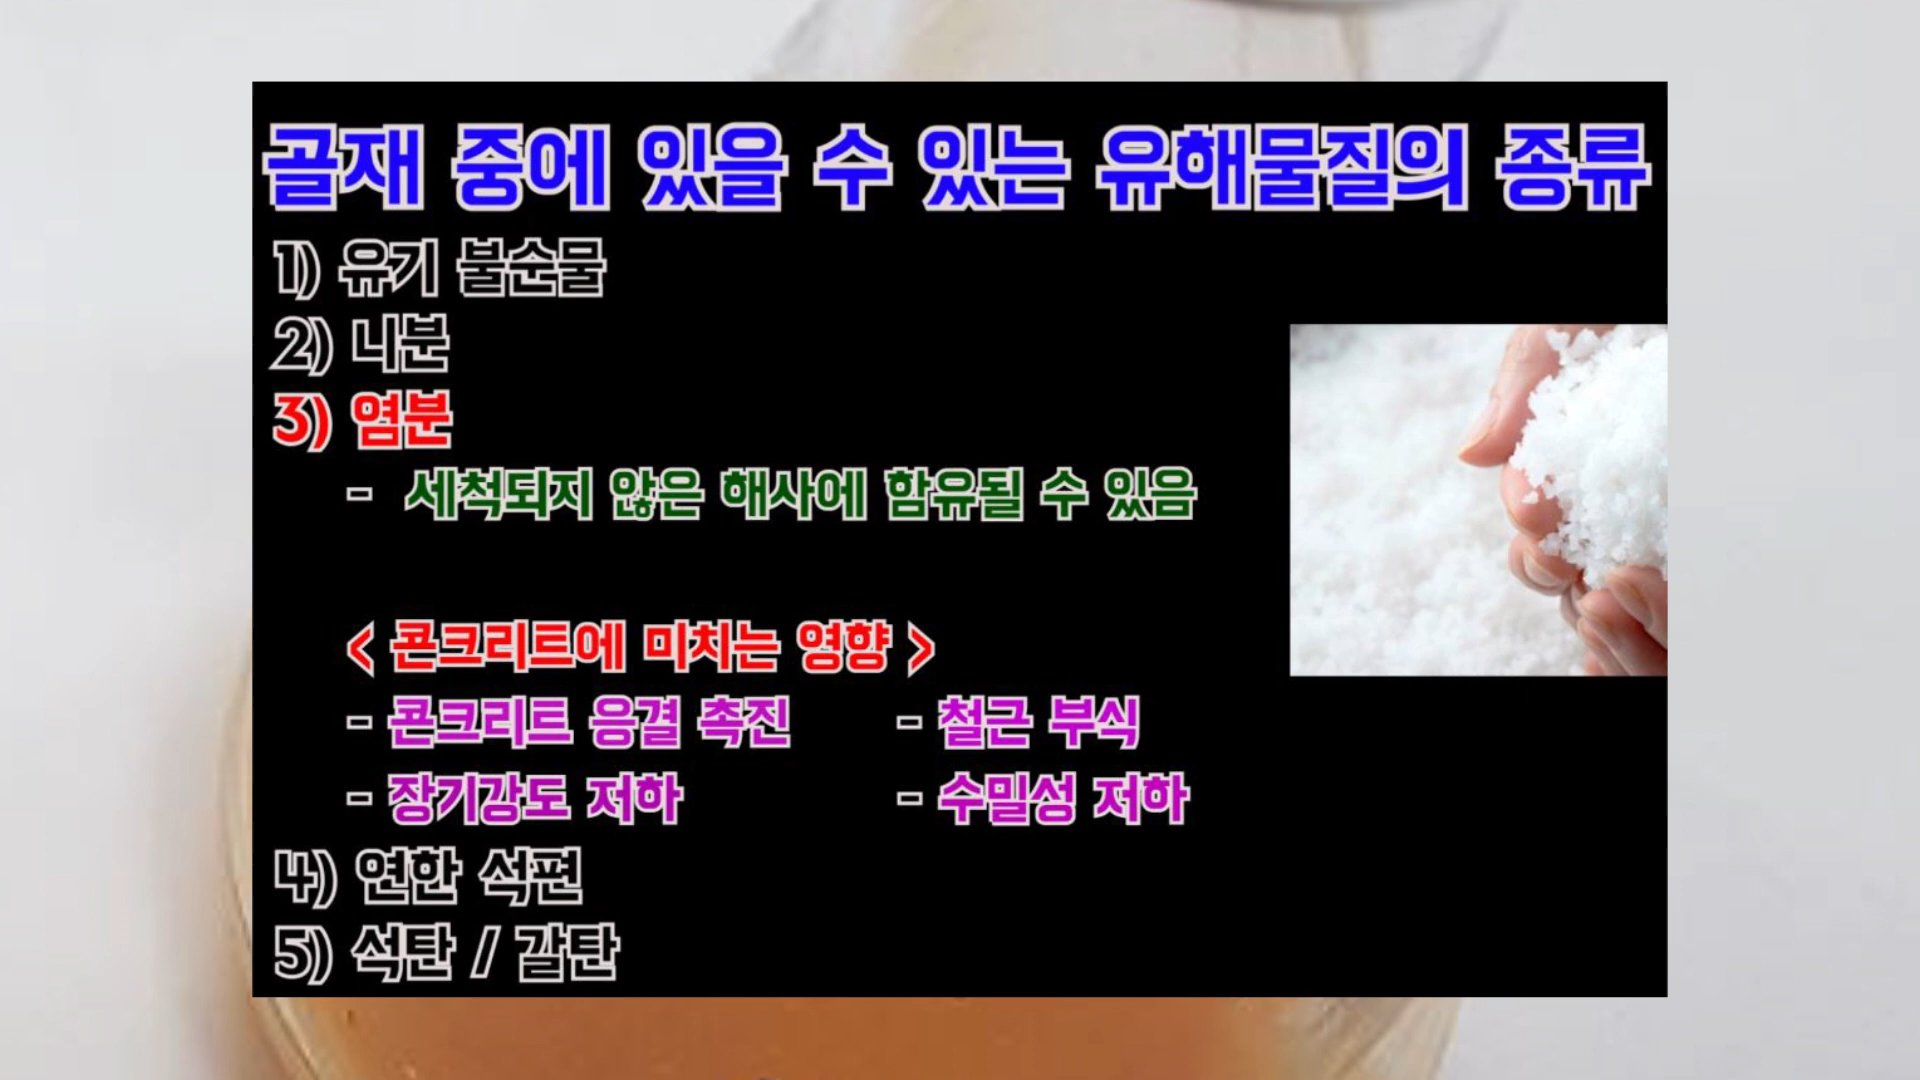 골재 중에 있을 수 있는 유해물질의 종류
1) 유기 불순물
2) 니분
3) 염분
- 세척되지 않은 해사에 함유될 수 있음
< 콘크리트에 미치는 영향 >
- 콘크리트 응결 촉진 - 철근 부식
- 장기강도 저하 - 수밀성 저하
4) 연한 석편
5) 석탄 / 갈탄